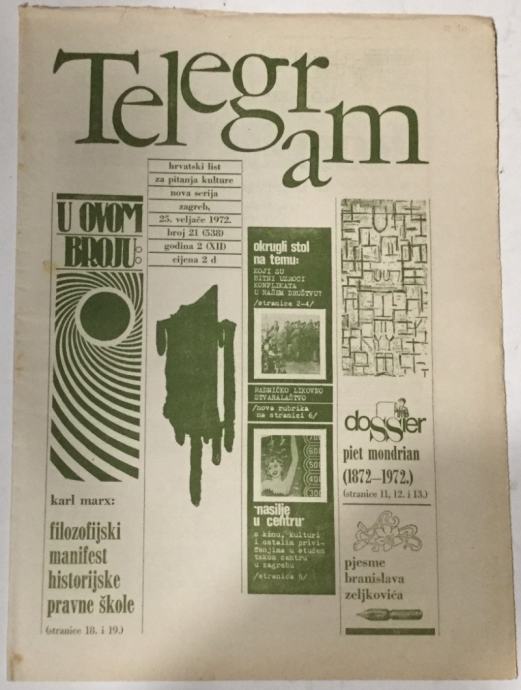 Telegram
hrvatski list
za pitanja kulture
nova serija
zagreb,
25. veljače 1972.
broj 21 (538)
godina 2 (XII)
cijena 2 d
U OVOM
BROJU:
karl marx:
filozofijski
manifest
historijske
pravne škole
(stranice 18. i 19.)
okrugli stol
na temu:
KOJI SU
BITNI UZROCI
KONFLIKATA
U NAŠEM DRUŠTVU?
/stranice 2-4/
RADNIČKO LIKOVNO
STVARALAŠTVO
/nova rubrika
na stranici 6/
"nasilje
u centru"
o kinu, kulturi
i ostalim privi-
đenjima u studen
tskom centru
u zagrebu
/stranica 5/
dossier
piet mondrian
(1872-1972.)
(stranice 11, 12. i 13.)
pjesme
branislava
zeljkovića